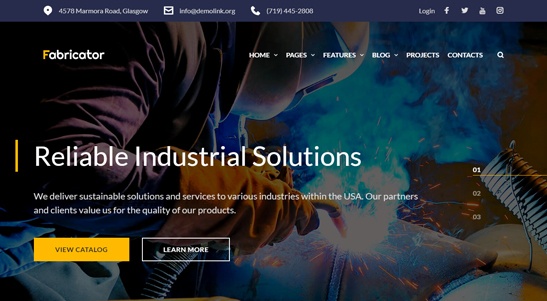 4578 Marmora Road, Glasgow info@demolink.org (719) 445-2808 Login
Fabricator HOME PAGES FEATURES BLOG PROJECTS CONTACTS
Reliable Industrial Solutions
We deliver sustainable solutions and services to various industries within the USA. Our partners
and clients value us for the quality of our products.
VIEW CATALOG LEARN MORE
01
02
03